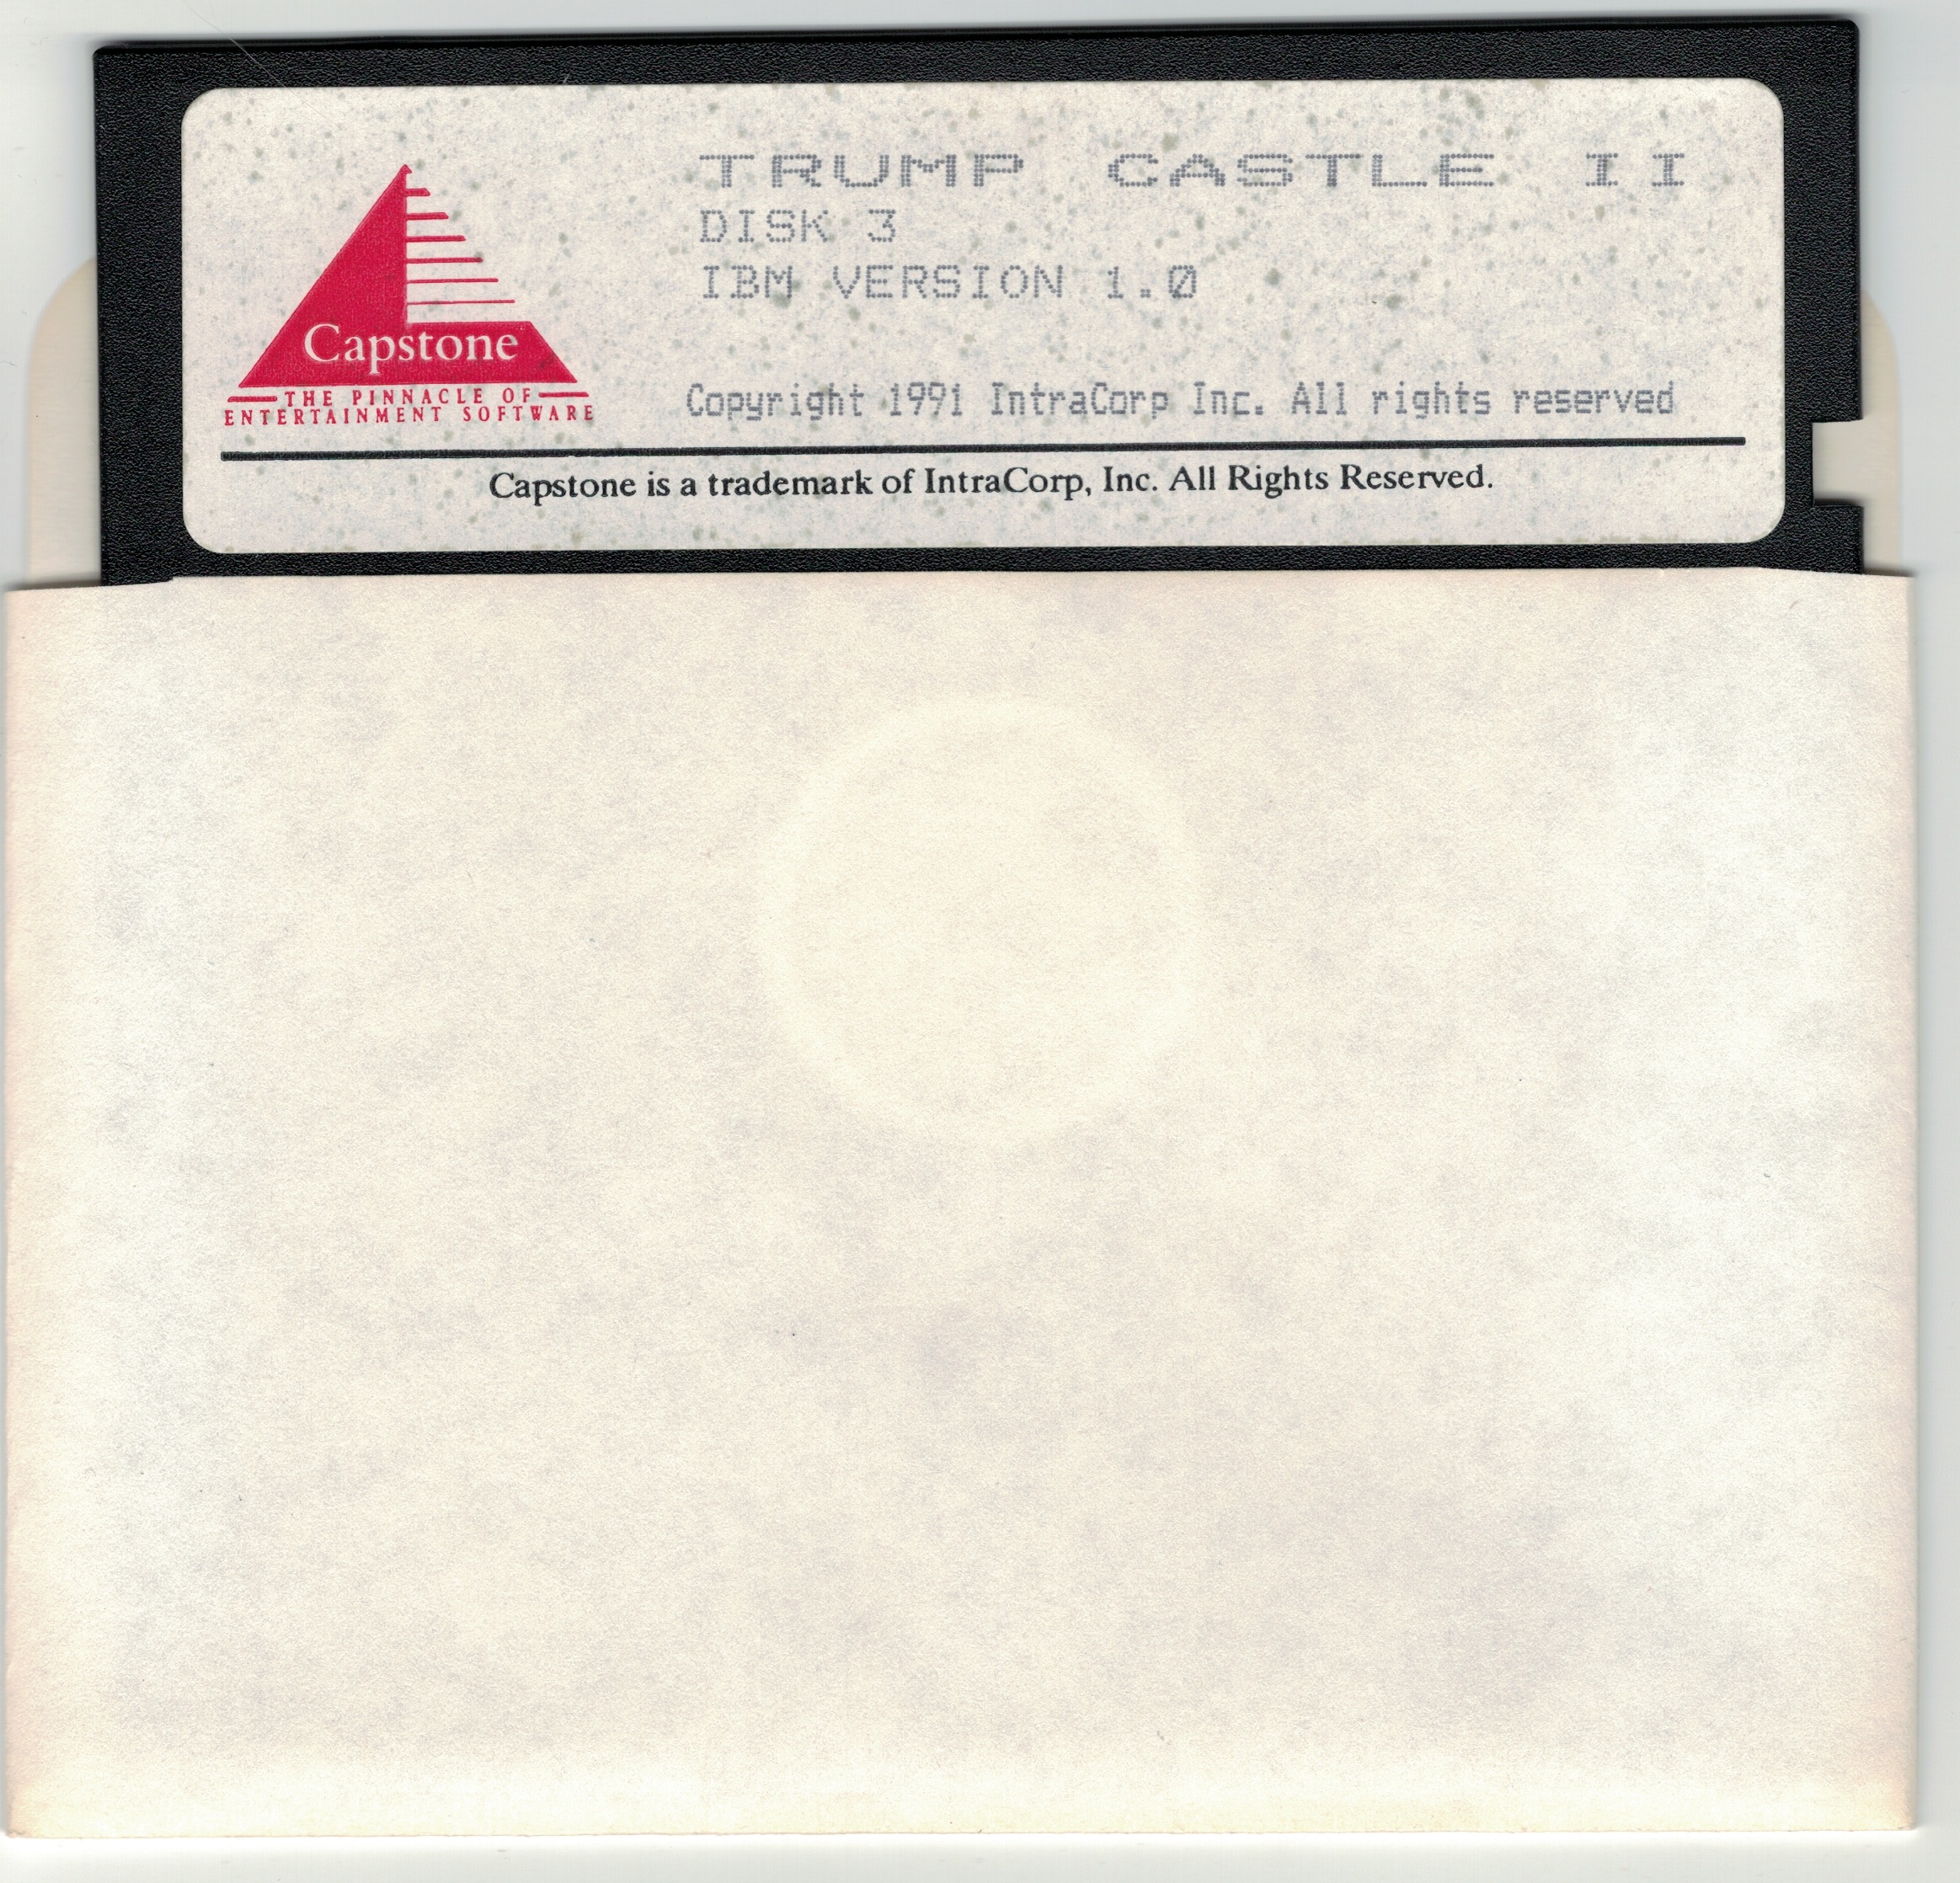 TRUMP CASTLE II
DISK 3
IBM VERSION 1.0
Capstone
THE PINNACLE OF
ENTERTAINMENT SOFTWARE
Copyright 1991 IntraCorp Inc. All rights reserved
Capstone is a trademark of IntraCorp, Inc. All Rights Reserved.